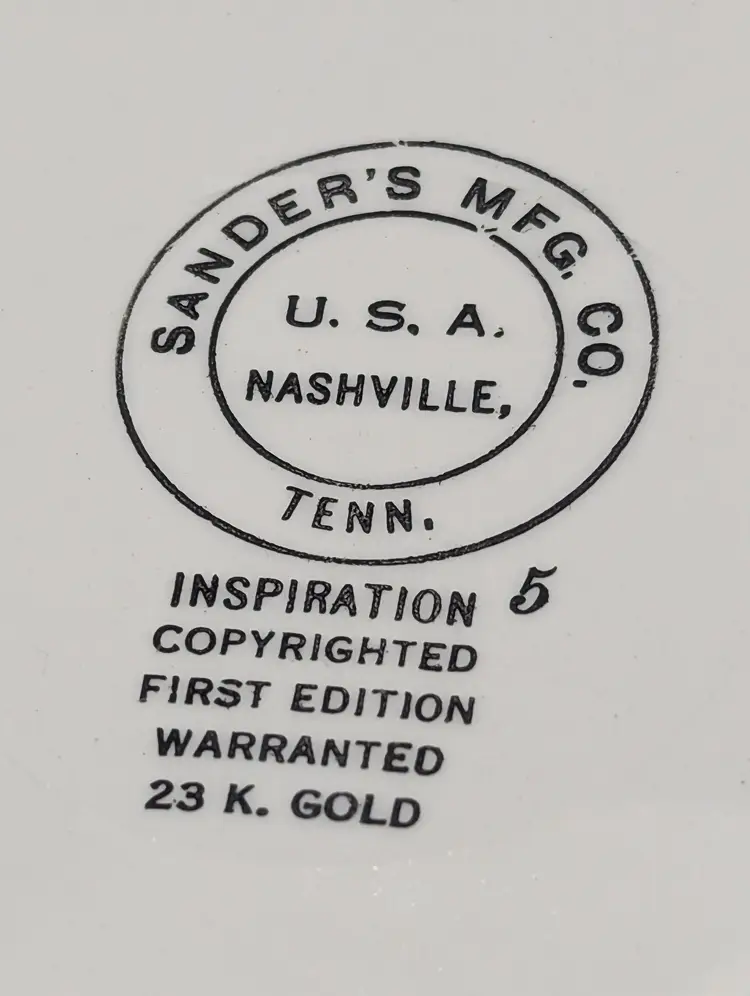 SANDER'S MFG. CO.
U. S. A.
NASHVILLE,
TENN.
INSPIRATION 5
COPYRIGHTED
FIRST EDITION
WARRANTED
23 K. GOLD